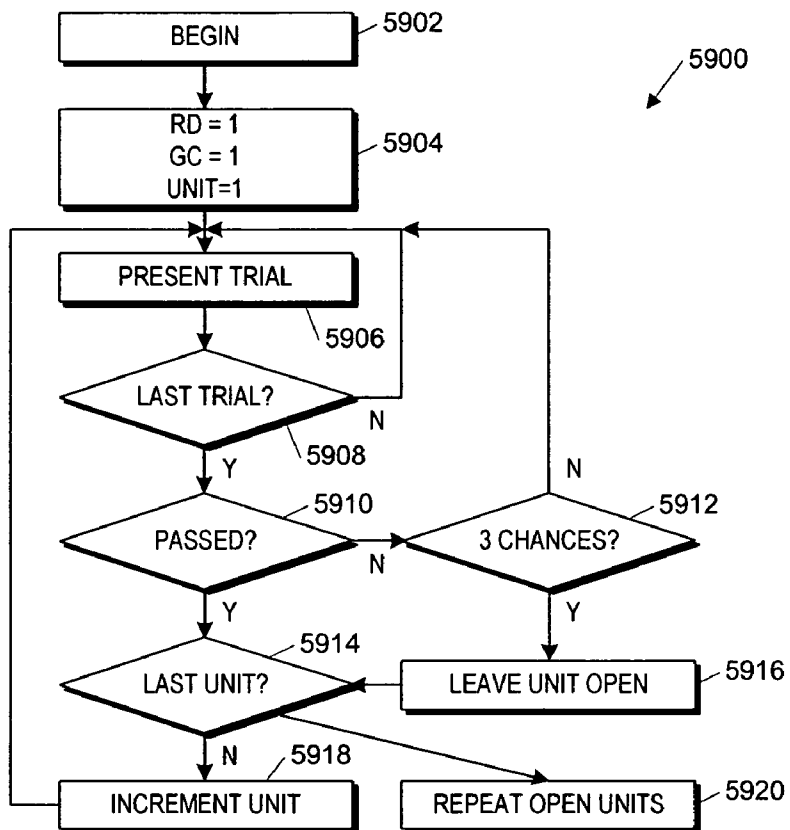 BEGIN
5902
5900
RD = 1
GC = 1
UNIT=1
5904
PRESENT TRIAL
5906
LAST TRIAL?
N
5908
Y
N
5910
5912
PASSED?
N
3 CHANCES?
Y
Y
5914
LAST UNIT?
LEAVE UNIT OPEN
5916
N
5918
INCREMENT UNIT
REPEAT OPEN UNITS
5920